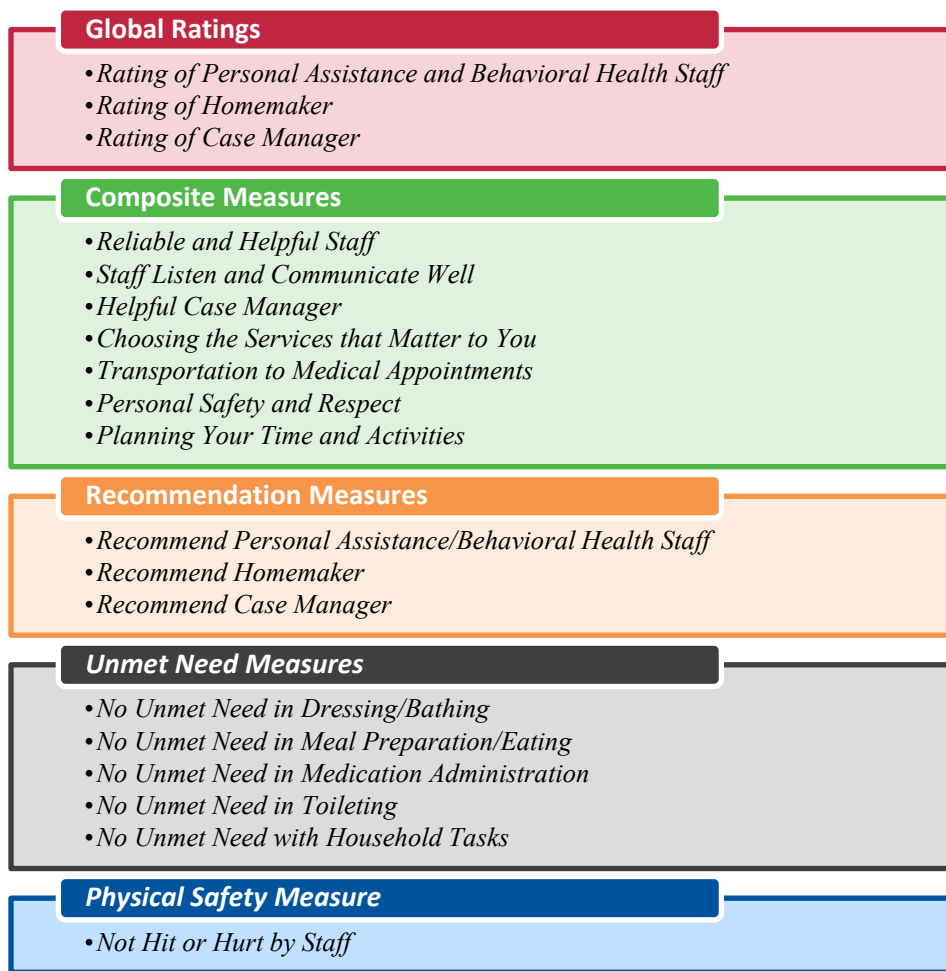 Global Ratings
•Rating of Personal Assistance and Behavioral Health Staff
•Rating of Homemaker
•Rating of Case Manager
Composite Measures
•Reliable and Helpful Staff
•Staff Listen and Communicate Well
•Helpful Case Manager
•Choosing the Services that Matter to You
•Transportation to Medical Appointments
•Personal Safety and Respect
•Planning Your Time and Activities
Recommendation Measures
•Recommend Personal Assistance/Behavioral Health Staff
•Recommend Homemaker
•Recommend Case Manager
Unmet Need Measures
•No Unmet Need in Dressing/Bathing
•No Unmet Need in Meal Preparation/Eating
•No Unmet Need in Medication Administration
•No Unmet Need in Toileting
•No Unmet Need with Household Tasks
Physical Safety Measure
•Not Hit or Hurt by Staff